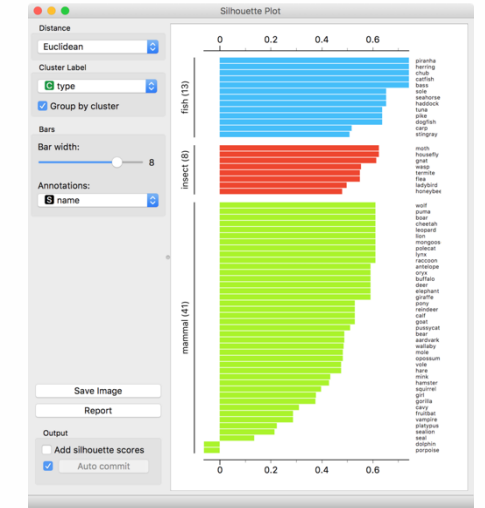 Silhouette Plot
Distance
Euclidean
Cluster Label
C type
Group by cluster
Bars
Bar width:
8
Annotations:
S name
Save Image
Report
Output
Add silhouette scores
Auto commit
0 0.2 0.4 0.6
fish (13)
piranha
herring
chub
catfish
bass
sole
seahorse
haddock
tuna
pike
dogfish
carp
stingray
insect (8)
moth
housefly
gnat
wasp
termite
flea
ladybird
honeybee
mammal (41)
wolf
puma
boar
cheetah
leopard
lion
mongoos
polecat
lynx
raccoon
antelope
oryx
buffalo
deer
elephant
giraffe
pony
reindeer
calf
goat
pussycat
bear
aardvark
wallaby
mole
opossum
vole
hare
mink
hamster
squirrel
girl
gorilla
cavy
fruitbat
vampire
platypus
sealion
seal
dolphin
porpoise
0 0.2 0.4 0.6